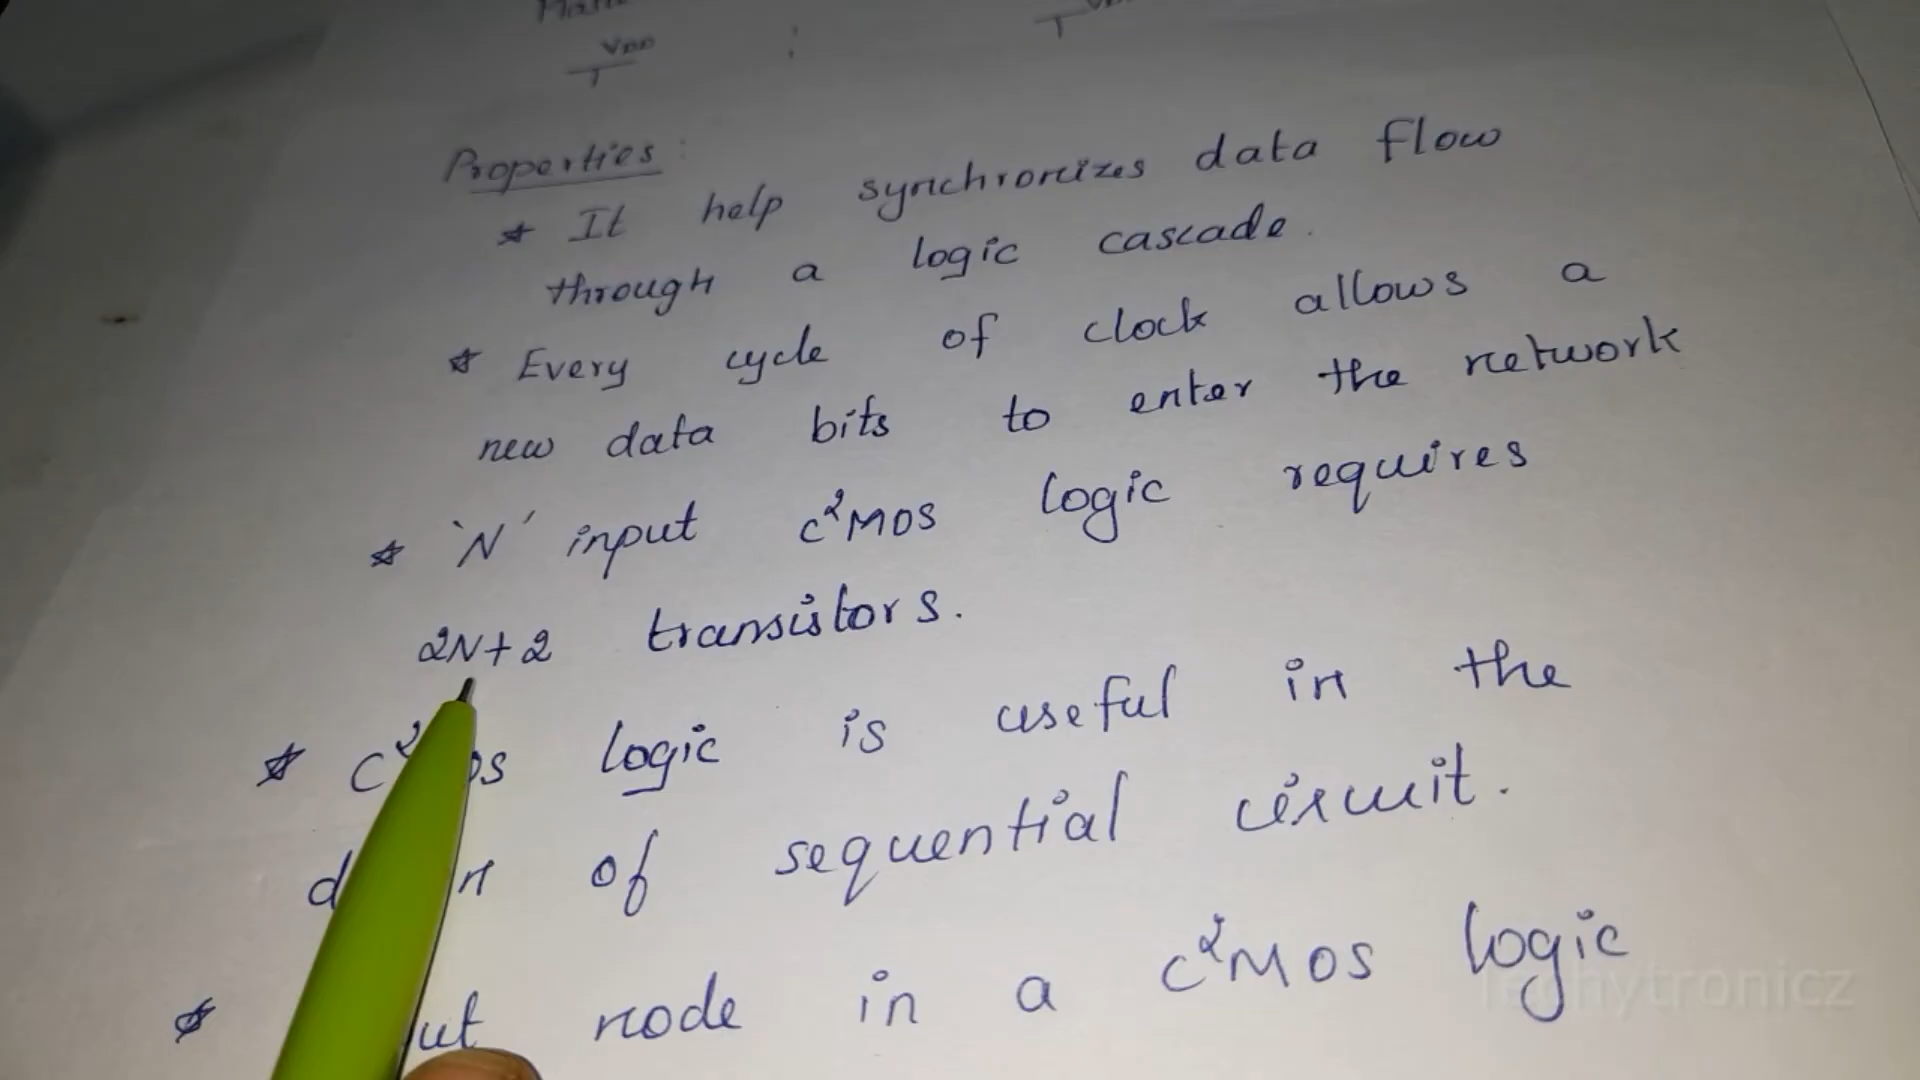 VDD
Properties:
* It help synchronizes data flow
through a logic cascade.
* Every cycle of clock allows a
new data bits to enter the network
* 'N' input C²MOS logic requires
2N+2 transistors.
* logic is useful in the
of sequential circuit.
* node in a C²MOS logic
Techytronicz